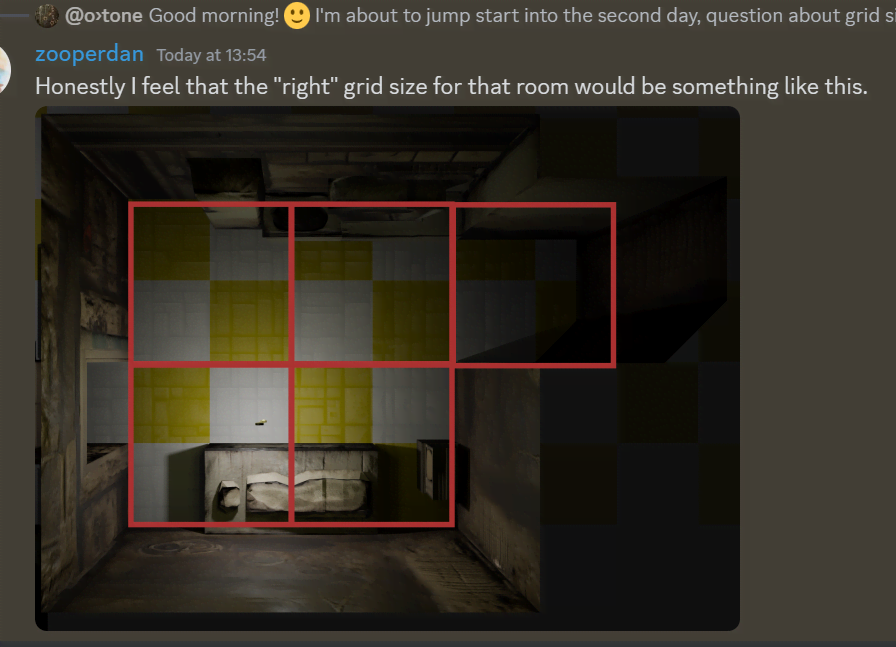 @o›tone Good morning! 🙂 I'm about to jump start into the second day, question about grid
zooperdan Today at 13:54
Honestly I feel that the "right" grid size for that room would be something like this.